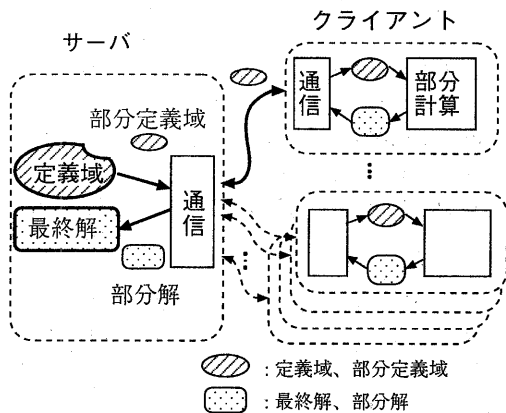 クライアント
サーバ
通信
部分
計算
部分定義域
定義域
通信
最終解
部分解
:定義域、部分定義域
:最終解、部分解